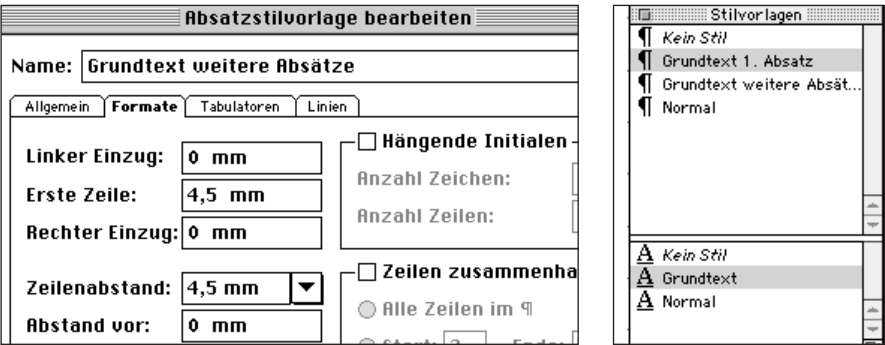 Absatzstilvorlage bearbeiten
Name: Grundtext weitere Absätze
Allgemein Formate Tabulatoren Linien
Linker Einzug: 0 mm
Erste Zeile: 4,5 mm
Rechter Einzug: 0 mm
Zeilenabstand: 4,5 mm
Abstand vor: 0 mm
Hängende Initialen
Anzahl Zeichen:
Anzahl Zeilen:
Zeilen zusammenha
Alle Zeilen im ¶
Stilvorlagen
¶ Kein Stil
¶ Grundtext 1. Absatz
¶ Grundtext weitere Absät...
¶ Normal
A Kein Stil
A Grundtext
A Normal